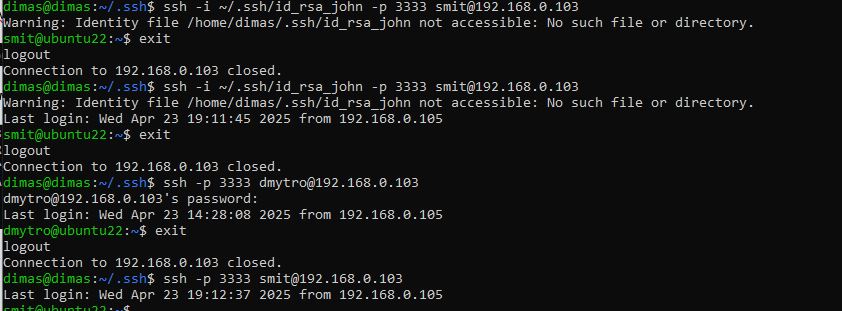 dimas@dimas:~/.ssh$ ssh -i ~/.ssh/id_rsa_john -p 3333 smit@192.168.0.103
Warning: Identity file /home/dimas/.ssh/id_rsa_john not accessible: No such file or directory.
smit@ubuntu22:~$ exit
logout
Connection to 192.168.0.103 closed.
dimas@dimas:~/.ssh$ ssh -i ~/.ssh/id_rsa_john -p 3333 smit@192.168.0.103
Warning: Identity file /home/dimas/.ssh/id_rsa_john not accessible: No such file or directory.
Last login: Wed Apr 23 19:11:45 2025 from 192.168.0.105
smit@ubuntu22:~$ exit
logout
Connection to 192.168.0.103 closed.
dimas@dimas:~/.ssh$ ssh -p 3333 dmytro@192.168.0.103
dmytro@192.168.0.103's password:
Last login: Wed Apr 23 14:28:08 2025 from 192.168.0.105
dmytro@ubuntu22:~$ exit
logout
Connection to 192.168.0.103 closed.
dimas@dimas:~/.ssh$ ssh -p 3333 smit@192.168.0.103
Last login: Wed Apr 23 19:12:37 2025 from 192.168.0.105
smit@ubuntu22:~$